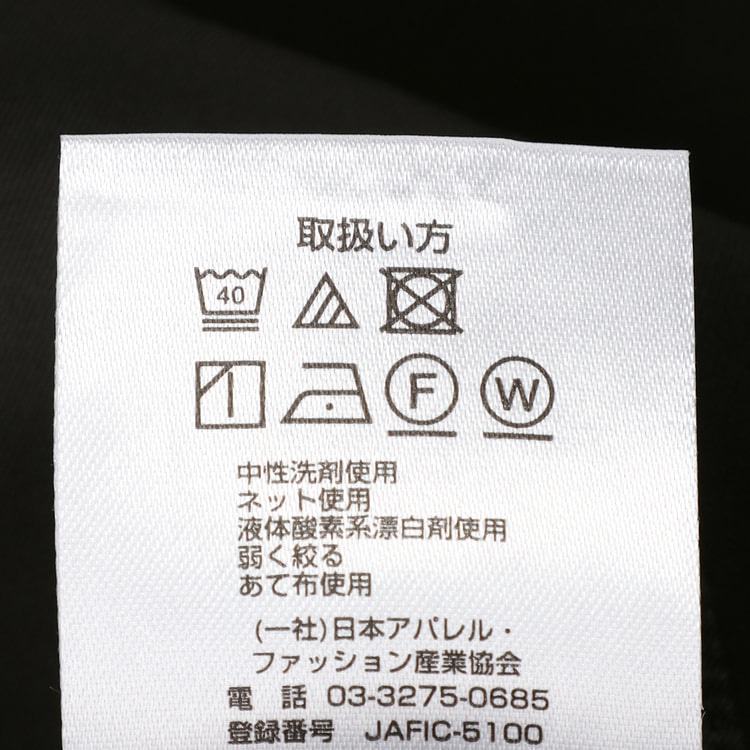 取扱い方
40
F W
中性洗剤使用
ネット使用
液体酸素系漂白剤使用
弱く絞る
あて布使用
(一社)日本アパレル・
ファッション産業協会
電 話 03-3275-0685
登録番号 JAFIC-5100